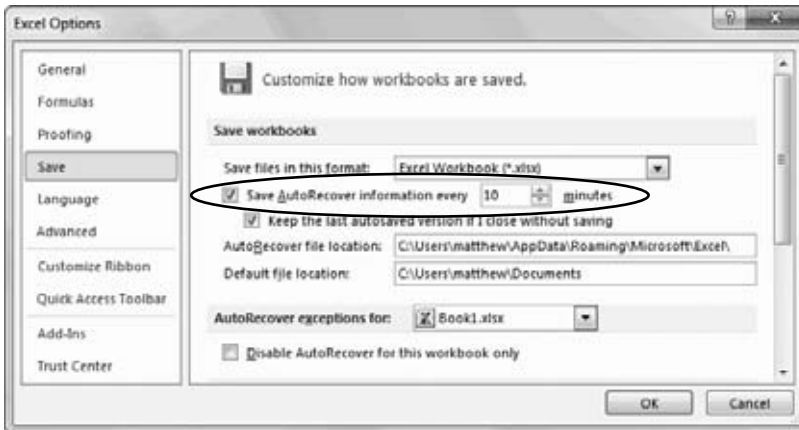 Excel Options
General
Formulas
Proofing
Save
Language
Advanced
Customize Ribbon
Quick Access Toolbar
Add-Ins
Trust Center
Customize how workbooks are saved.
Save workbooks
Save files in this format: Excel Workbook (*.xlsx)
Save AutoRecover information every 10 minutes
Keep the last autosaved version if I close without saving
AutoRecover file location: C:\Users\matthew\AppData\Roaming\Microsoft\Excel\
Default file location: C:\Users\matthew\Documents
AutoRecover exceptions for: Book1.xlsx
Disable AutoRecover for this workbook only
OK Cancel